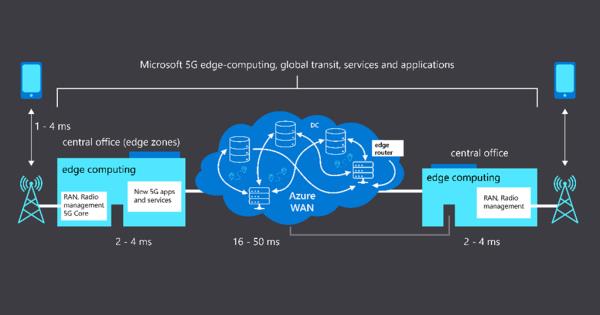 Microsoft 5G edge-computing, global transit, services and applications
1 - 4 ms
central office (edge zones)
edge computing
RAN, Radio
management
5G Core
New 5G apps
and services
2 - 4 ms
DC
edge
router
Azure
WAN
16 - 50 ms
central office
edge computing
RAN, Radio
management
2 - 4 ms